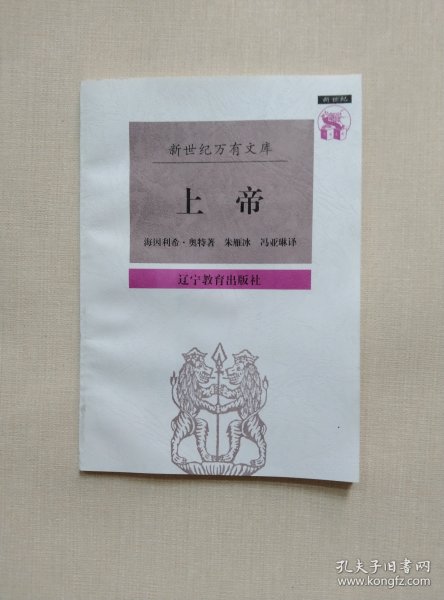 新世纪
新世纪万有文库
上帝
海因利希·奥特著 朱雁冰 冯亚琳译
辽宁教育出版社
孔夫子旧书网
www.kongfz.com